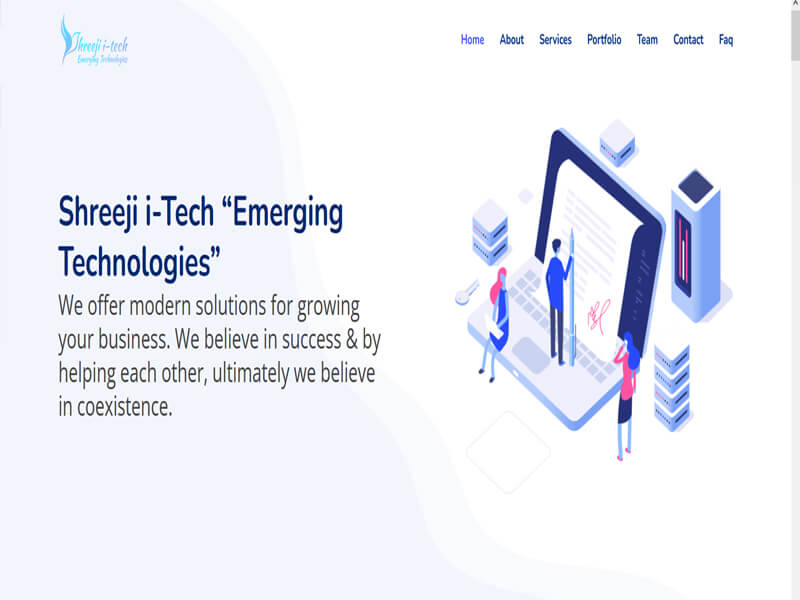 Shreeji i-tech
Emerging Technologies
Home About Services Portfolio Team Contact Faq
Shreeji i-Tech “Emerging
Technologies”
We offer modern solutions for growing
your business. We believe in success & by
helping each other, ultimately we believe
in coexistence.